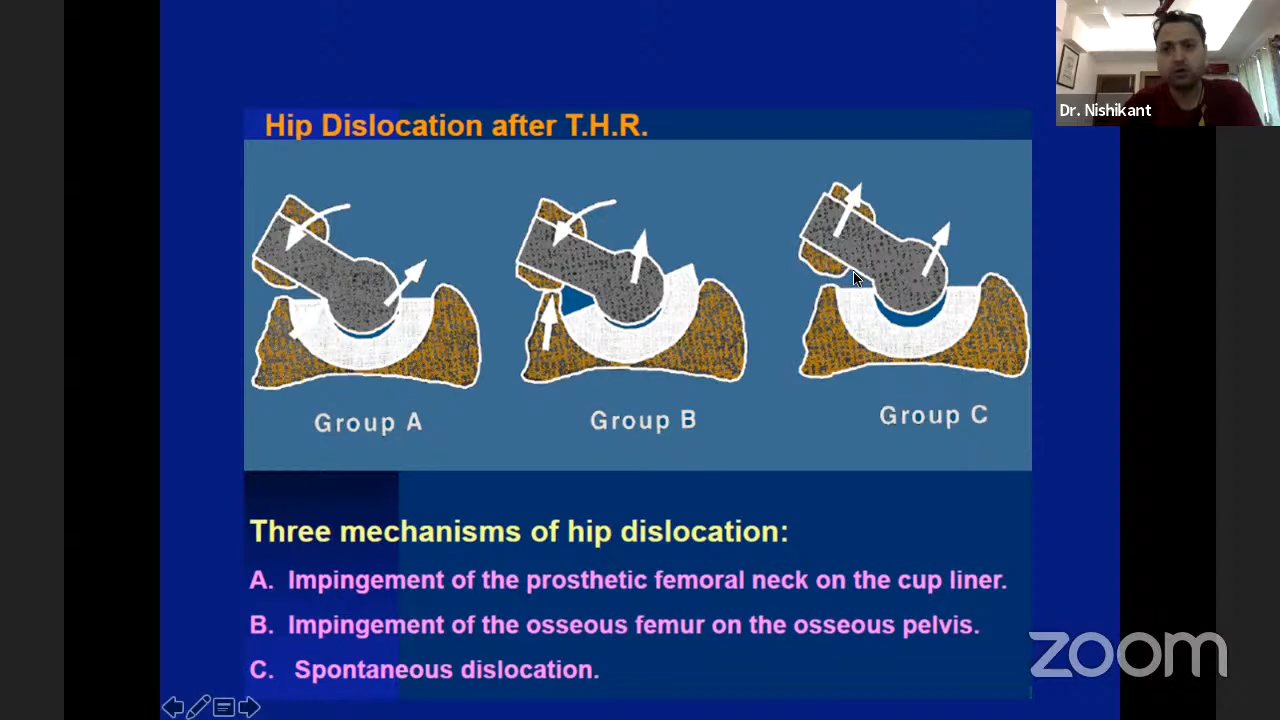 Dr. Nishikant
Hip Dislocation after T.H.R.
Group A
Group B
Group C
Three mechanisms of hip dislocation:
A. Impingement of the prosthetic femoral neck on the cup liner.
B. Impingement of the osseous femur on the osseous pelvis.
C. Spontaneous dislocation.
zoom